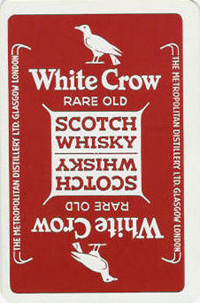 White Crow
RARE OLD
SCOTCH
WHISKY
WHISKY
SCOTCH
RARE OLD
White Crow
THE METROPOLITAN DISTILLERY LTD. GLASGOW LONDON
THE METROPOLITAN DISTILLERY LTD. GLASGOW LONDON